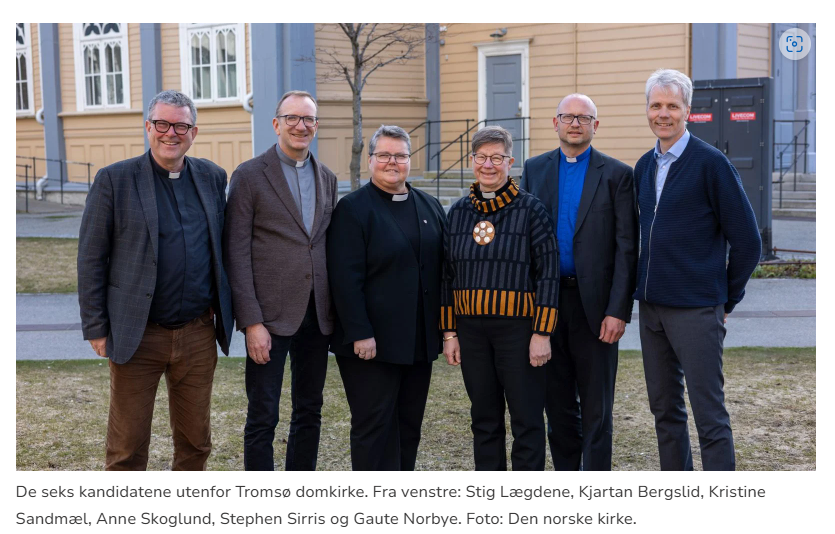 De seks kandidatene utenfor Tromsø domkirke. Fra venstre: Stig Lægdene, Kjartan Bergslid, Kristine
Sandmæl, Anne Skoglund, Stephen Sirris og Gaute Norbye. Foto: Den norske kirke.